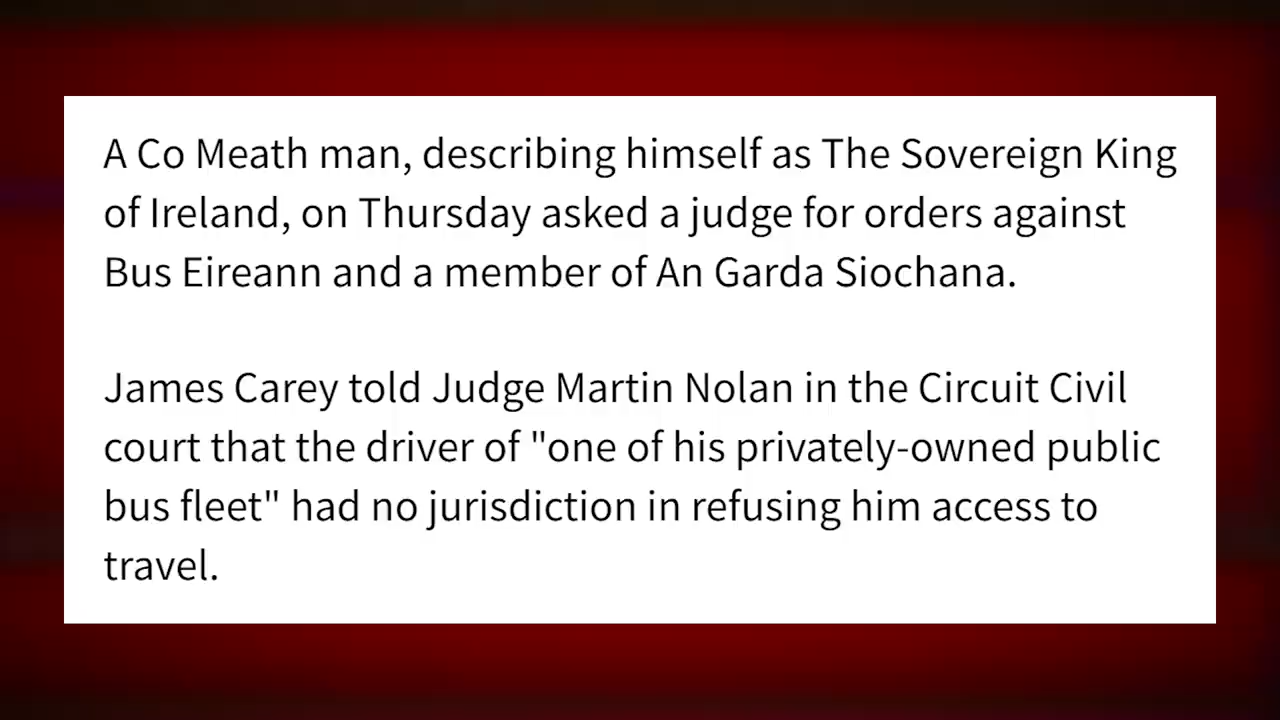 A Co Meath man, describing himself as The Sovereign King
of Ireland, on Thursday asked a judge for orders against
Bus Eireann and a member of An Garda Siochana.
James Carey told Judge Martin Nolan in the Circuit Civil
court that the driver of "one of his privately-owned public
bus fleet" had no jurisdiction in refusing him access to
travel.